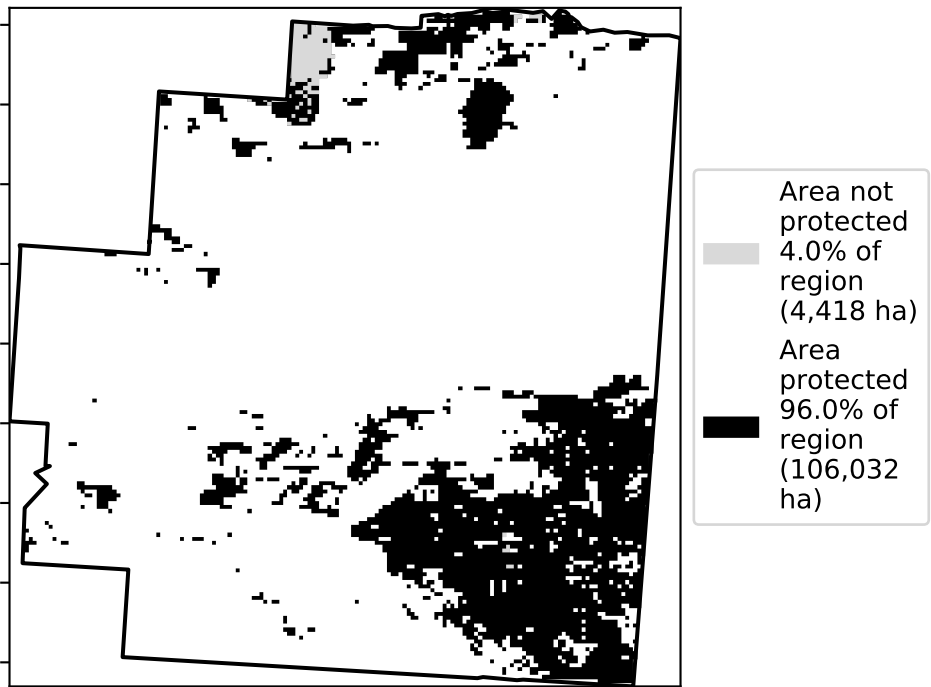 Area not
protected
4.0% of
region
(4,418 ha)
Area
protected
96.0% of
region
(106,032
ha)